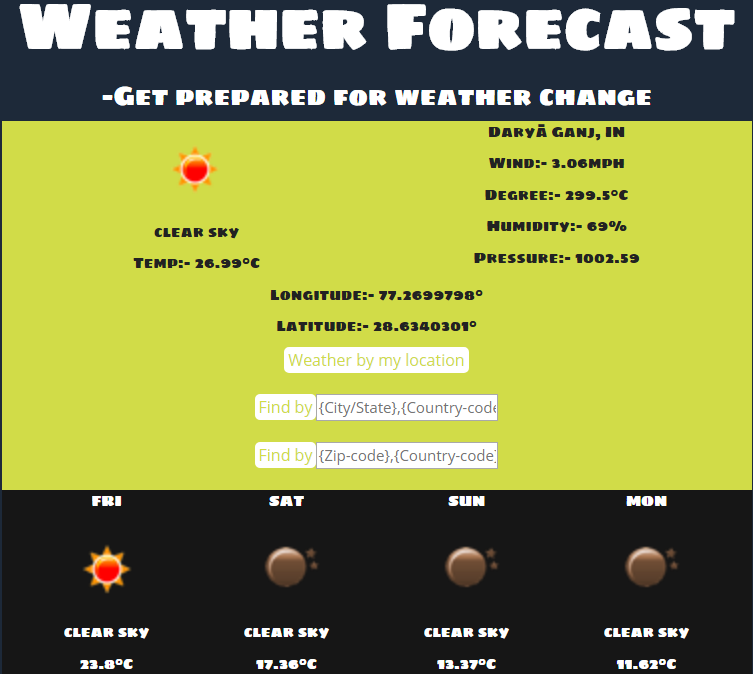 Weather Forecast
-Get prepared for weather change
Daryā Ganj, IN
Wind:- 3.06mph
Degree:- 299.5°C
Humidity:- 69%
Pressure:- 1002.59
clear sky
Temp:- 26.99°C
Longitude:- 77.2699798°
Latitude:- 28.6340301°
Weather by my location
Find by {City/State},{Country-code
Find by {Zip-code},{Country-code}
FRI SAT SUN MON
clear sky clear sky clear sky clear sky
23.8°C 17.36°C 13.37°C 11.62°C